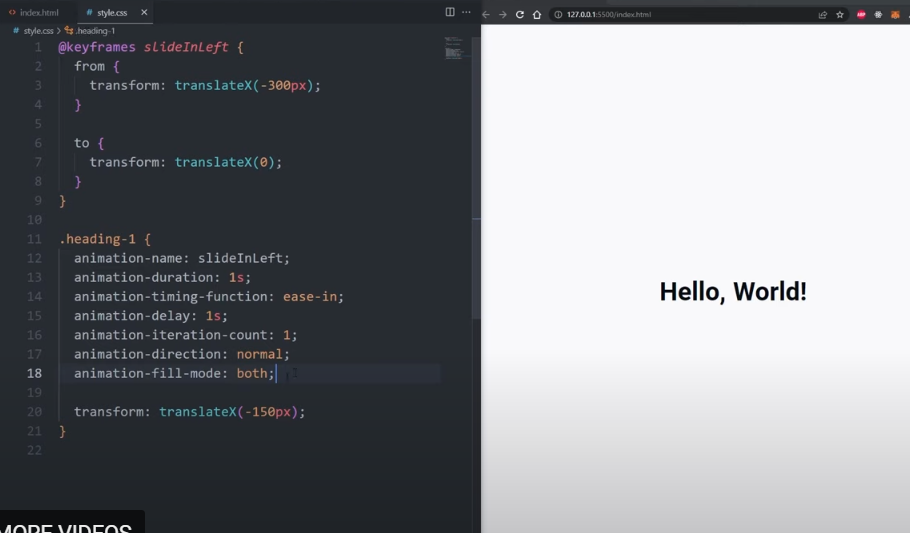 index.html
style.css
style.css > .heading-1
127.0.0.1:5500/index.html
1 @keyframes slideInLeft {
2 from {
3 transform: translateX(-300px);
4 }
5
6 to {
7 transform: translateX(0);
8 }
9 }
10
11 .heading-1 {
12 animation-name: slideInLeft;
13 animation-duration: 1s;
14 animation-timing-function: ease-in;
15 animation-delay: 1s;
16 animation-iteration-count: 1;
17 animation-direction: normal;
18 animation-fill-mode: both;
19
20 transform: translateX(-150px);
21 }
22
Hello, World!
MORE VIDEOS